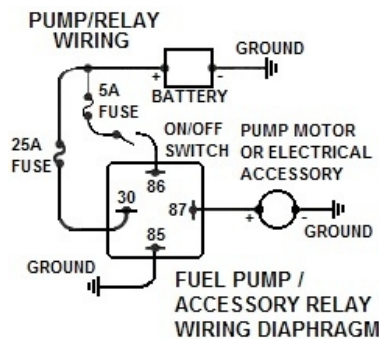 PUMP/RELAY
WIRING
GROUND
5A
FUSE
+
-
BATTERY
25A
FUSE
ON/OFF
SWITCH
PUMP MOTOR
OR ELECTRICAL
ACCESSORY
86
30
87
+
-
85
GROUND
GROUND
FUEL PUMP /
ACCESSORY RELAY
WIRING DIAPHRAGM